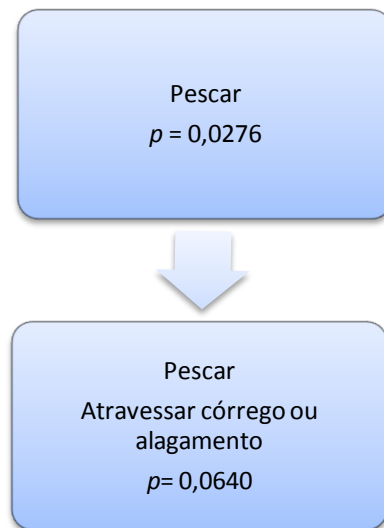 Pescar
p = 0,0276
Pescar
Atravessar córrego ou
alagamento
p= 0,0640